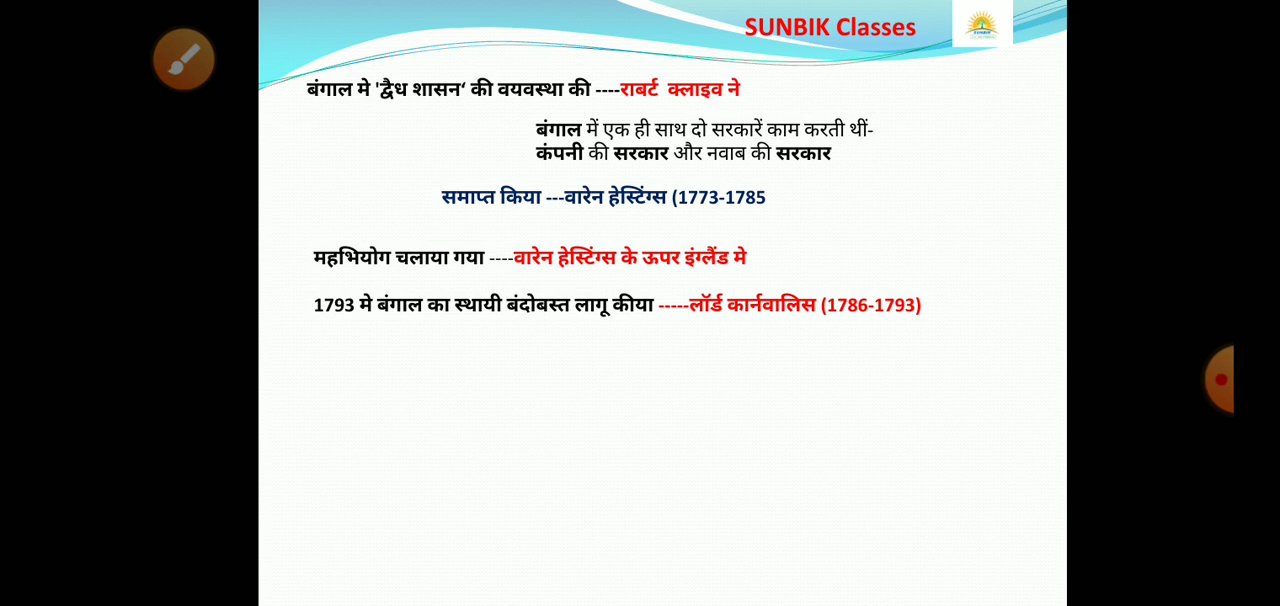 SUNBIK Classes
बंगाल मे 'द्वैध शासन‘ की वयवस्था की ----राबर्ट क्लाइव ने
बंगाल में एक ही साथ दो सरकारें काम करती थीं-
कंपनी की सरकार और नवाब की सरकार
समाप्त किया ---वारेन हेस्टिंग्स (1773-1785
महभियोग चलाया गया ----वारेन हेस्टिंग्स के ऊपर इंग्लैंड मे
1793 मे बंगाल का स्थायी बंदोबस्त लागू कीया -----लॉर्ड कार्नवालिस (1786-1793)